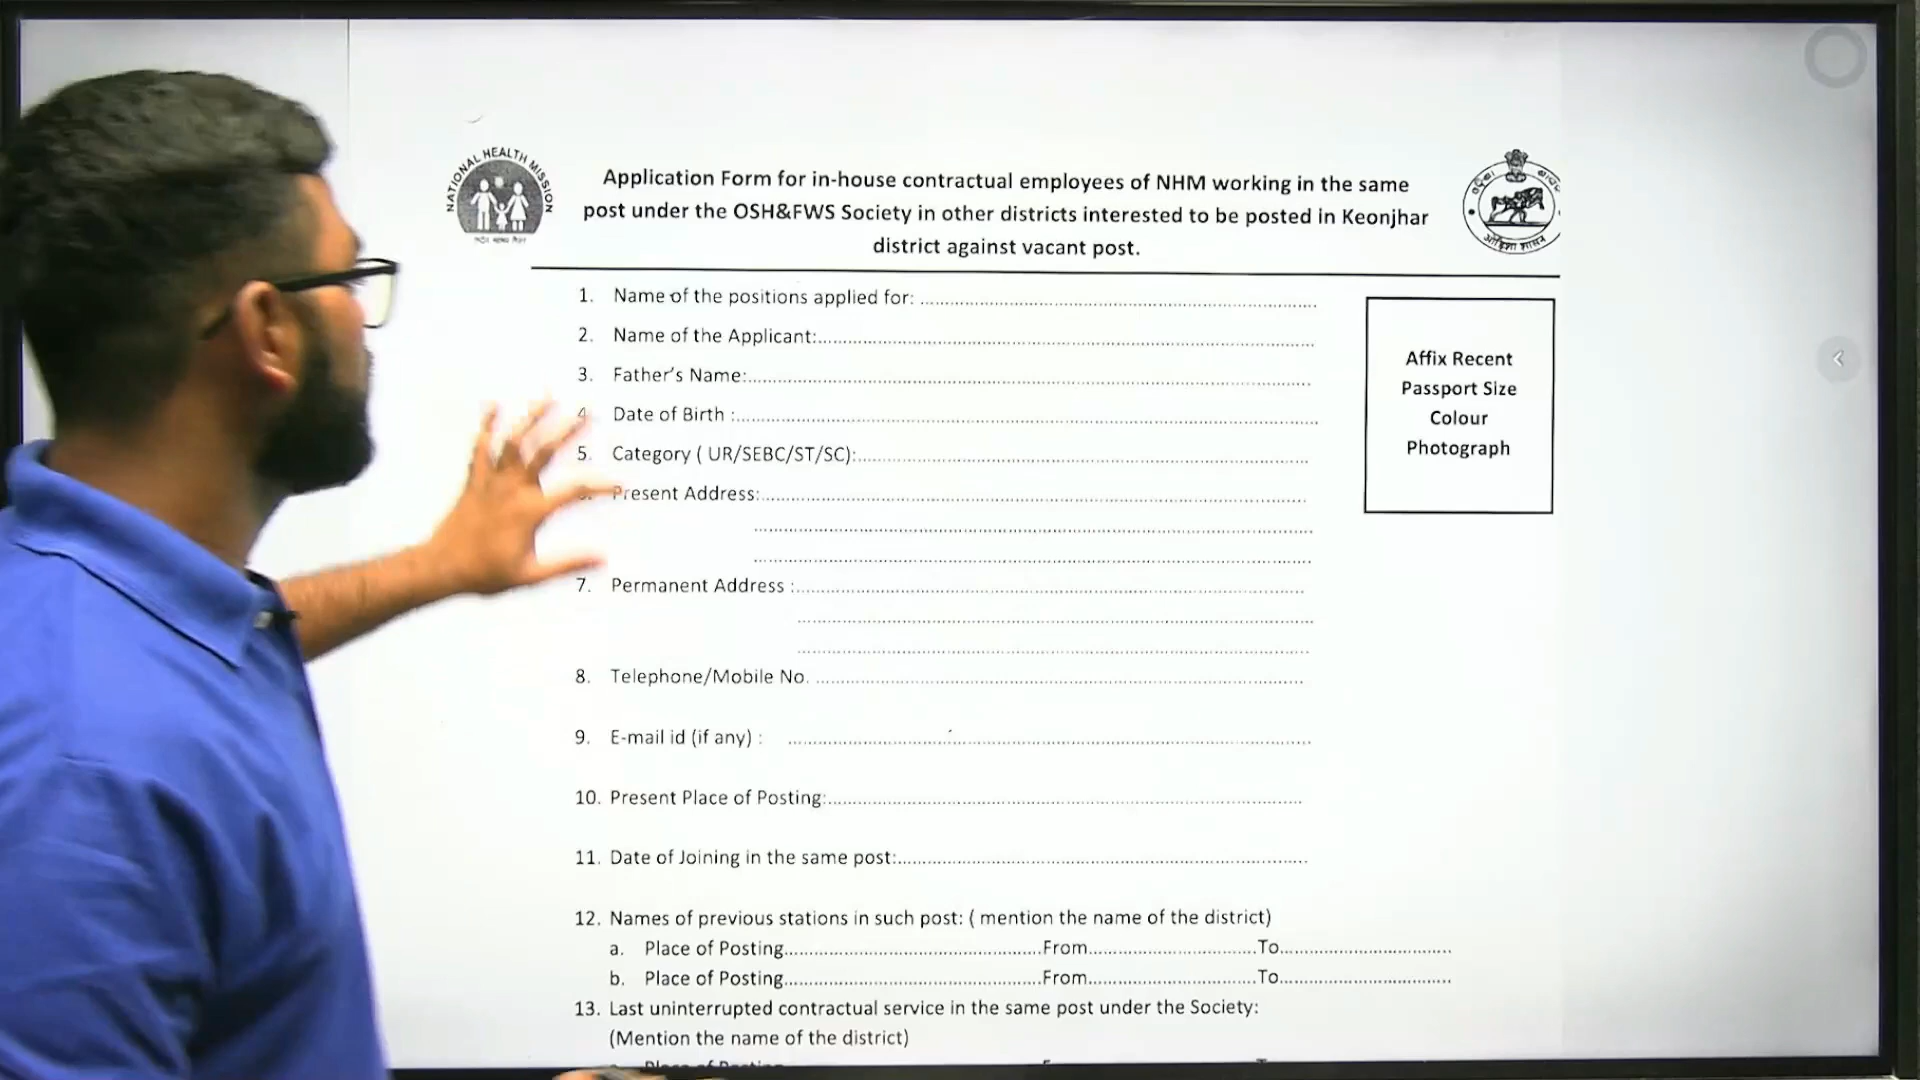 NATIONAL HEALTH MISSION
Application Form for in-house contractual employees of NHM working in the same
post under the OSH&FWS Society in other districts interested to be posted in Keonjhar
district against vacant post.
Affix Recent
Passport Size
Colour
Photograph
1. Name of the positions applied for: ....................
2. Name of the Applicant:....................
3. Father's Name:....................
4. Date of Birth :....................
5. Category ( UR/SEBC/ST/SC):....................
Present Address:....................
7. Permanent Address :....................
8. Telephone/Mobile No. ....................
9. E-mail id (if any) : ....................
10. Present Place of Posting:....................
11. Date of Joining in the same post:....................
12. Names of previous stations in such post: ( mention the name of the district)
a. Place of Posting....................From....................To....................
b. Place of Posting....................From....................To....................
13. Last uninterrupted contractual service in the same post under the Society:
(Mention the name of the district)